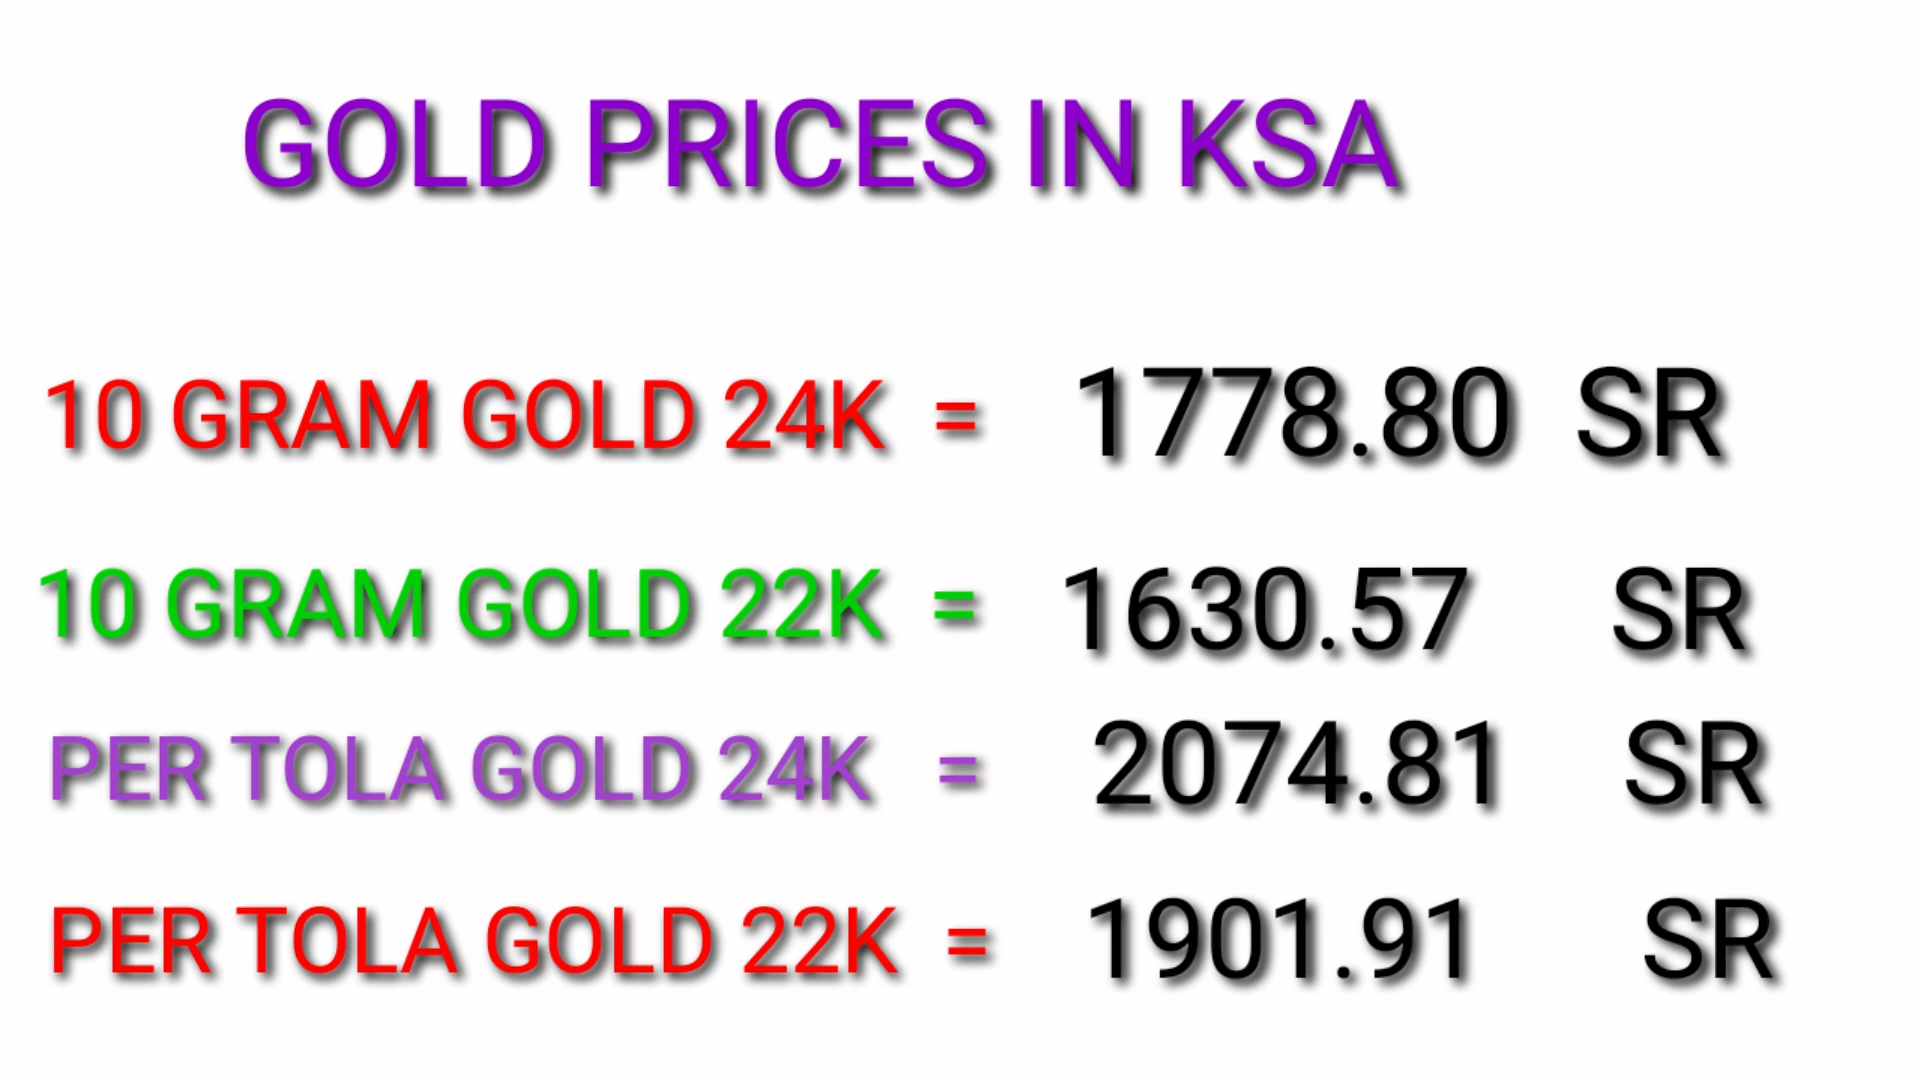 GOLD PRICES IN KSA
10 GRAM GOLD 24K = 1778.80 SR
10 GRAM GOLD 22K = 1630.57 SR
PER TOLA GOLD 24K = 2074.81 SR
PER TOLA GOLD 22K = 1901.91 SR